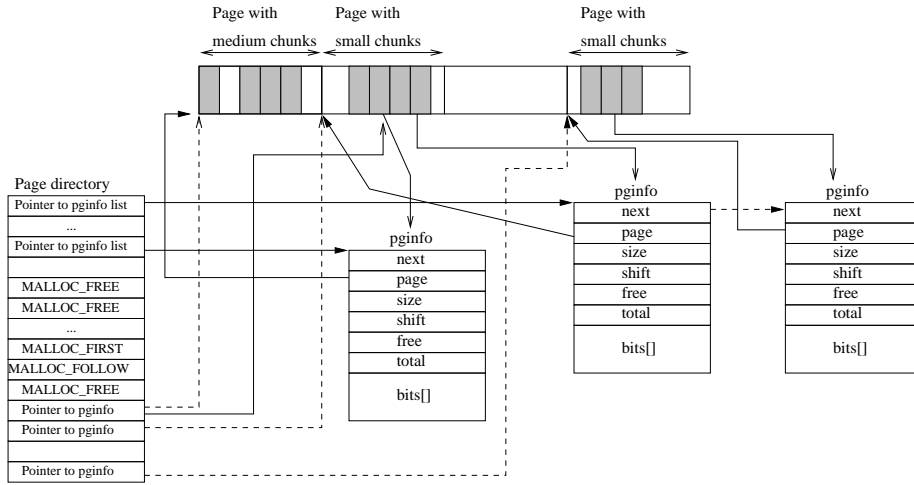 Page with
medium chunks
Page with
small chunks
Page with
small chunks
Page directory
Pointer to pginfo list
...
Pointer to pginfo list
MALLOC_FREE
MALLOC_FREE
...
MALLOC_FIRST
MALLOC_FOLLOW
MALLOC_FREE
Pointer to pginfo
Pointer to pginfo
Pointer to pginfo
pginfo
next
page
size
shift
free
total
bits[]
pginfo
next
page
size
shift
free
total
bits[]
pginfo
next
page
size
shift
free
total
bits[]